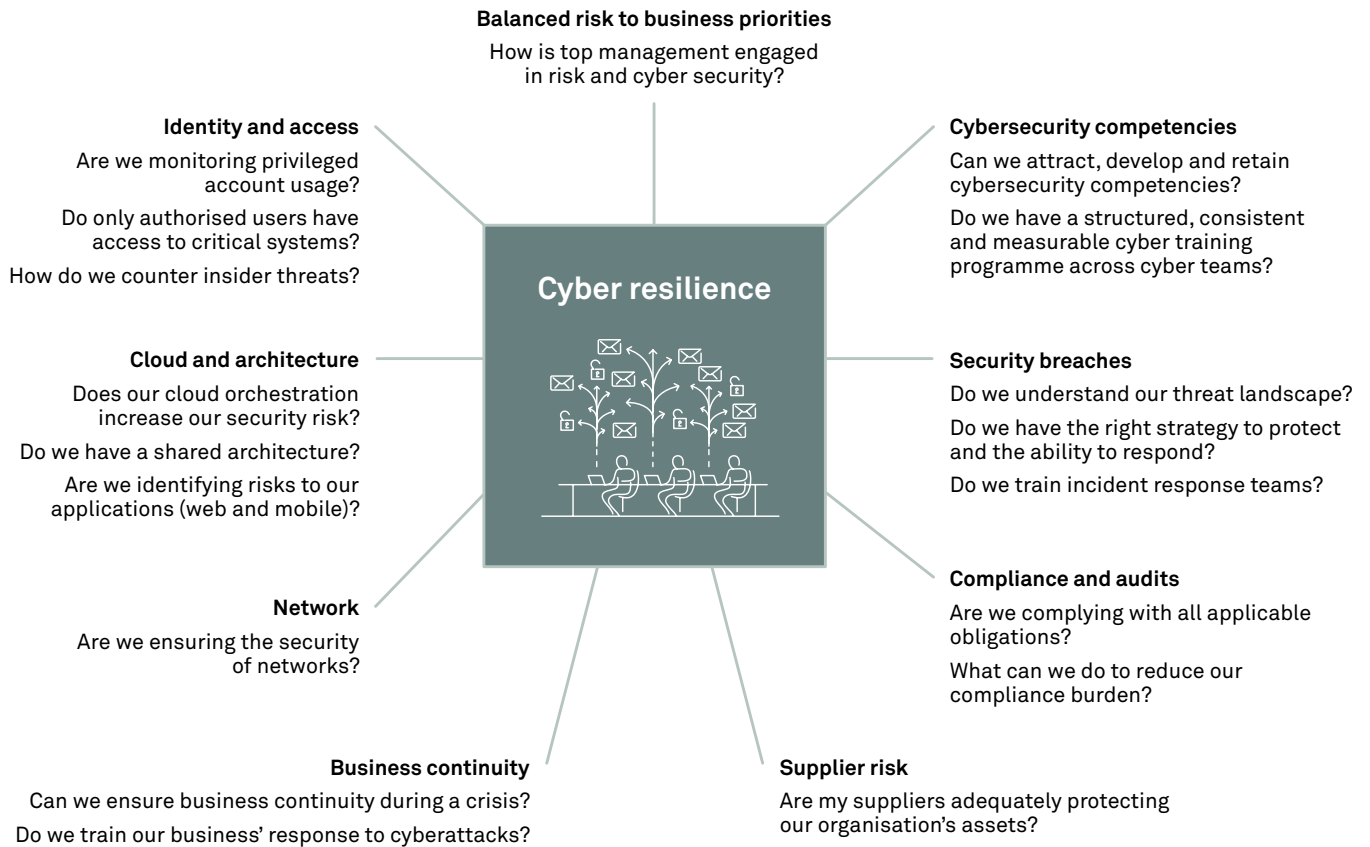 Balanced risk to business priorities
How is top management engaged
in risk and cyber security?
Identity and access
Are we monitoring privileged
account usage?
Do only authorised users have
access to critical systems?
How do we counter insider threats?
Cybersecurity competencies
Can we attract, develop and retain
cybersecurity competencies?
Do we have a structured, consistent
and measurable cyber training
programme across cyber teams?
Cyber resilience
Cloud and architecture
Does our cloud orchestration
increase our security risk?
Do we have a shared architecture?
Are we identifying risks to our
applications (web and mobile)?
Security breaches
Do we understand our threat landscape?
Do we have the right strategy to protect
and the ability to respond?
Do we train incident response teams?
Network
Are we ensuring the security
of networks?
Compliance and audits
Are we complying with all applicable
obligations?
What can we do to reduce our
compliance burden?
Business continuity
Can we ensure business continuity during a crisis?
Do we train our business’ response to cyberattacks?
Supplier risk
Are my suppliers adequately protecting
our organisation’s assets?